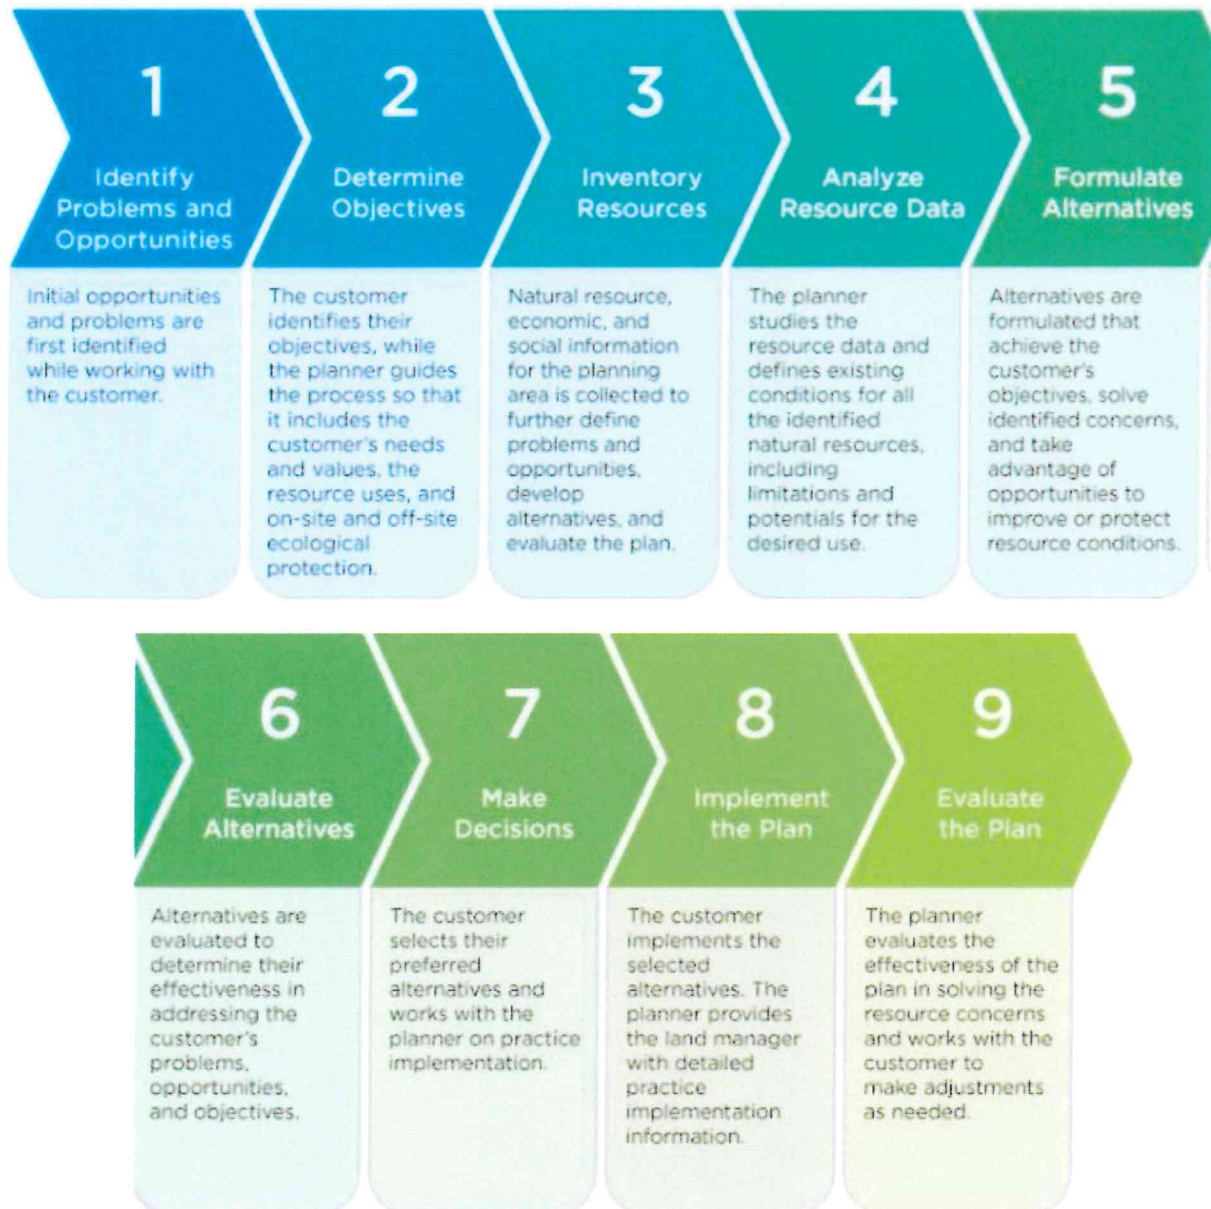 1
Identify
Problems and
Opportunities
Initial opportunities
and problems are
first identified
while working with
the customer.
2
Determine
Objectives
The customer
identifies their
objectives, while
the planner guides
the process so that
it includes the
customer's needs
and values, the
resource uses, and
on-site and off-site
ecological
protection.
3
Inventory
Resources
Natural resource,
economic, and
social information
for the planning
area is collected to
further define
problems and
opportunities,
develop
alternatives, and
evaluate the plan.
4
Analyze
Resource Data
The planner
studies the
resource data and
defines existing
conditions for all
the identified
natural resources,
including
limitations and
potentials for the
desired use.
5
Formulate
Alternatives
Alternatives are
formulated that
achieve the
customer's
objectives, solve
identified concerns,
and take
advantage of
opportunities to
improve or protect
resource conditions.
6
Evaluate
Alternatives
Alternatives are
evaluated to
determine their
effectiveness in
addressing the
customer's
problems,
opportunities,
and objectives.
7
Make
Decisions
The customer
selects their
preferred
alternatives and
works with the
planner on practice
implementation.
8
Implement
the Plan
The customer
implements the
selected
alternatives. The
planner provides
the land manager
with detailed
practice
implementation
information.
9
Evaluate
the Plan
The planner
evaluates the
effectiveness of the
plan in solving the
resource concerns
and works with the
customer to
make adjustments
as needed.